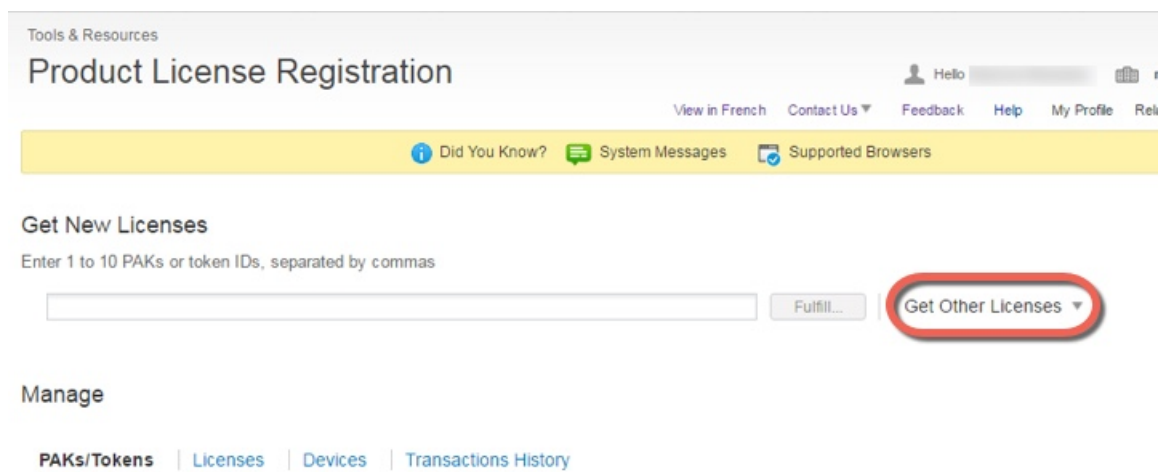 Tools & Resources
Product License Registration
Hello
View in French Contact Us Feedback Help My Profile
Did You Know? System Messages Supported Browsers
Get New Licenses
Enter 1 to 10 PAKs or token IDs, separated by commas
Fulfill... Get Other Licenses
Manage
PAKs/Tokens Licenses Devices Transactions History